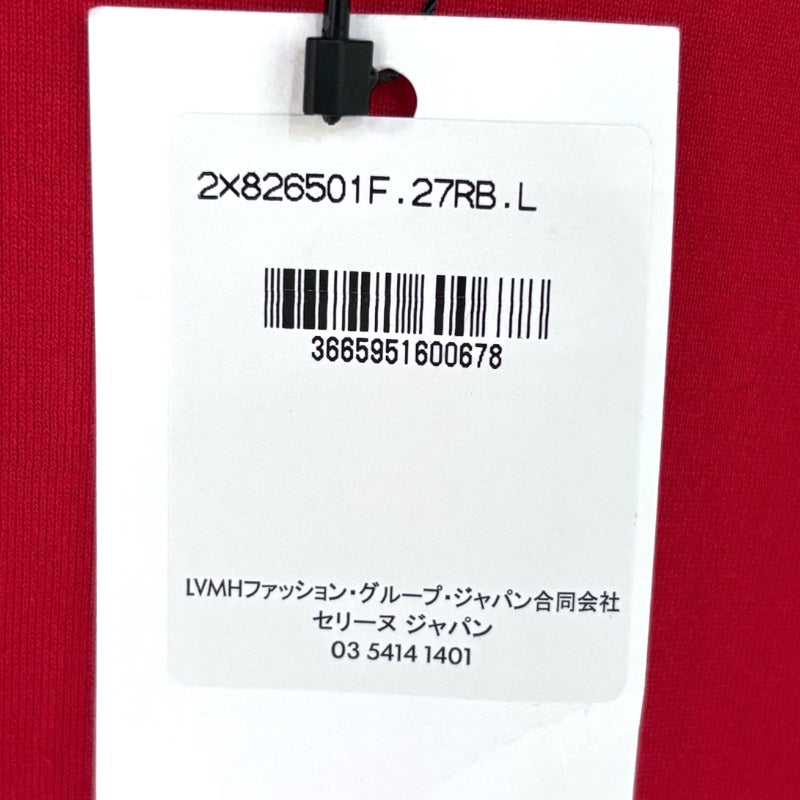 2X826501F.27RB.L
3665951600678
LVMHファッション・グループ・ジャパン合同会社
セリーヌ ジャパン
03 5414 1401